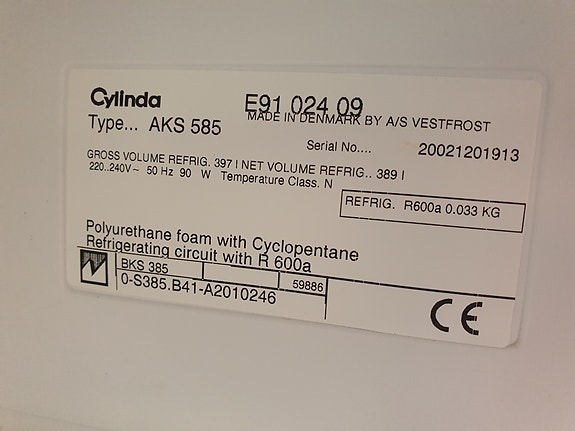 Cylinda E91 024 09
MADE IN DENMARK BY A/S VESTFROST
Type... AKS 585
Serial No.... 20021201913
GROSS VOLUME REFRIG. 397 l NET VOLUME REFRIG.. 389 l
220..240V~ 50 Hz 90 W Temperature Class. N
REFRIG. R600a 0.033 KG
Polyurethane foam with Cyclopentane
Refrigerating circuit with R 600a
BKS 385 59886
0-S385.B41-A2010246
CE